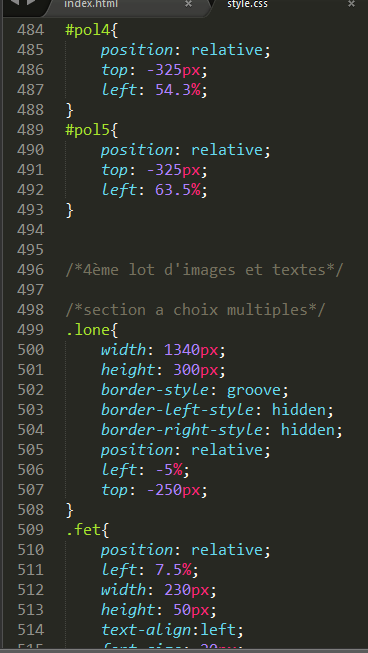 index.html × style.css ×
484 #pol4{
485 position: relative;
486 top: -325px;
487 left: 54.3%;
488 }
489 #pol5{
490 position: relative;
491 top: -325px;
492 left: 63.5%;
493 }
494
495
496 /*4ème lot d'images et textes*/
497
498 /*section a choix multiples*/
499 .lone{
500 width: 1340px;
501 height: 300px;
502 border-style: groove;
503 border-left-style: hidden;
504 border-right-style: hidden;
505 position: relative;
506 left: -5%;
507 top: -250px;
508 }
509 .fet{
510 position: relative;
511 left: 7.5%;
512 width: 230px;
513 height: 50px;
514 text-align:left;
515 font-size: 20px;